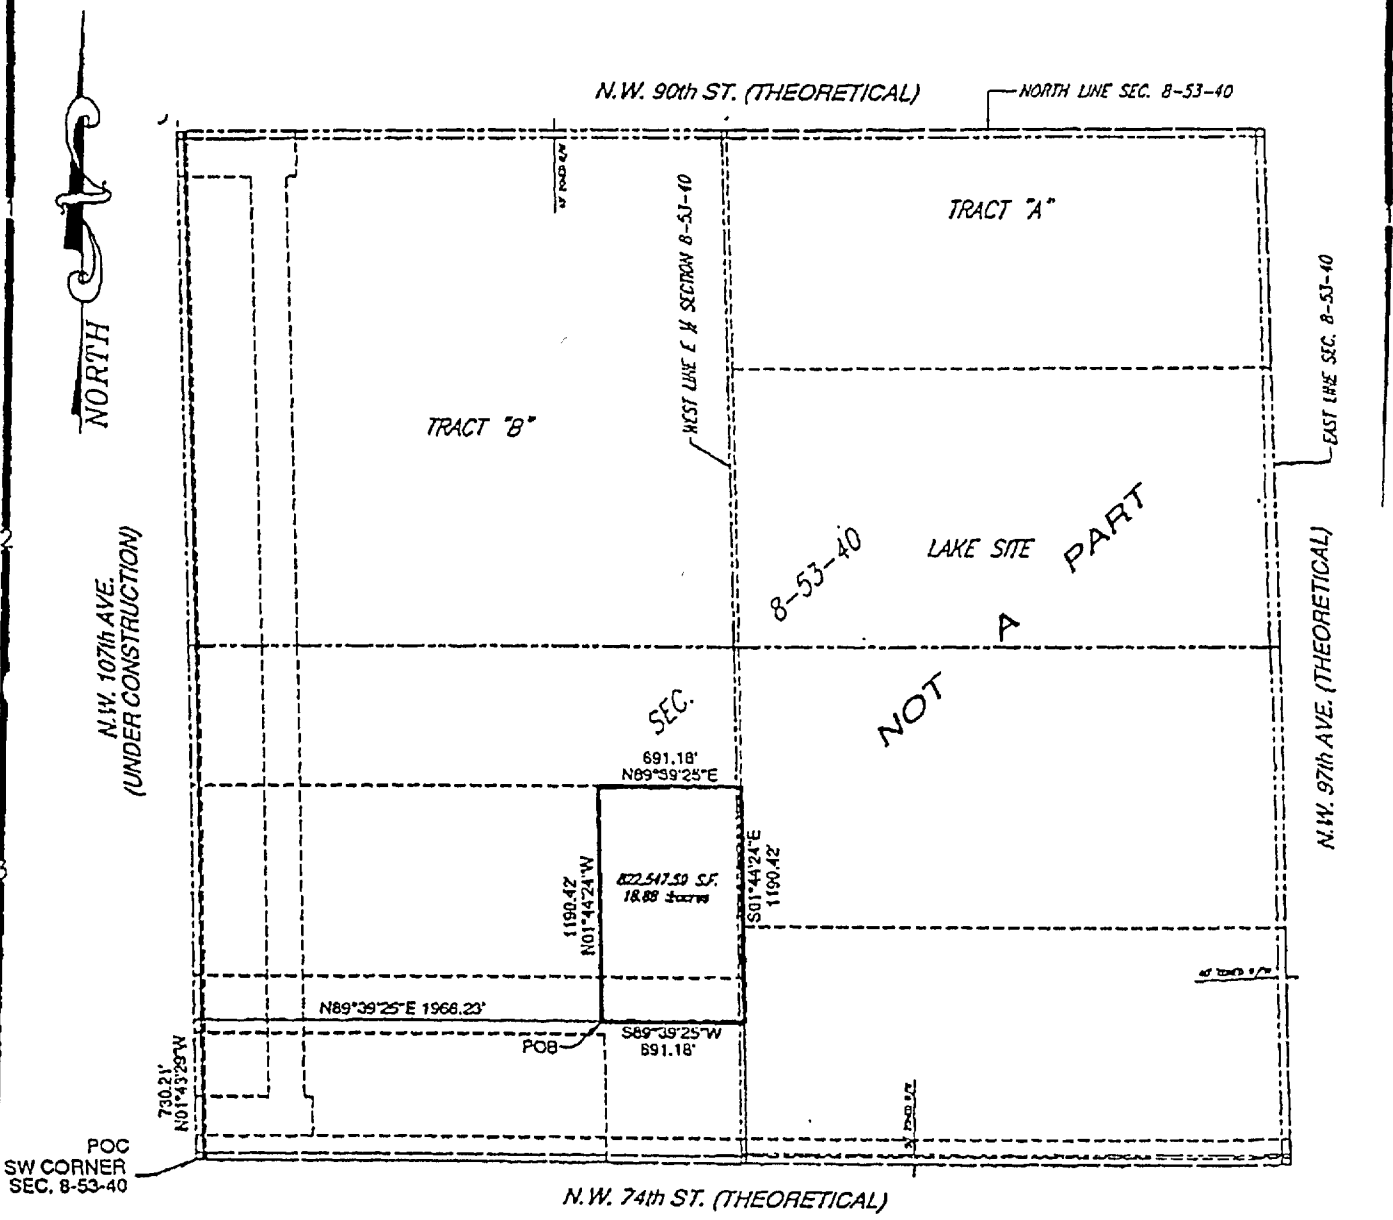 N.W. 90th ST. (THEORETICAL)
NORTH LINE SEC. 8-53-40
TRACT "A"
WEST LINE E ½ SECTION 8-53-40
EAST LINE SEC. 8-53-40
NORTH
TRACT "B"
LAKE SITE
8-53-40
PART
A
NOT
SEC.
N.W. 107th AVE.
(UNDER CONSTRUCTION)
N.W. 97th AVE. (THEORETICAL)
691.18'
N89°39'25"E
1190.42'
N01°44'24"W
822,547.50 S.F.
18.88 ±acres
S01°44'24"E
1190.42'
N89°39'25"E 1966.23'
POB
S89°39'25"W
691.18'
730.21'
N01°43'29"W
POC
SW CORNER
SEC. 8-53-40
N.W. 74th ST. (THEORETICAL)